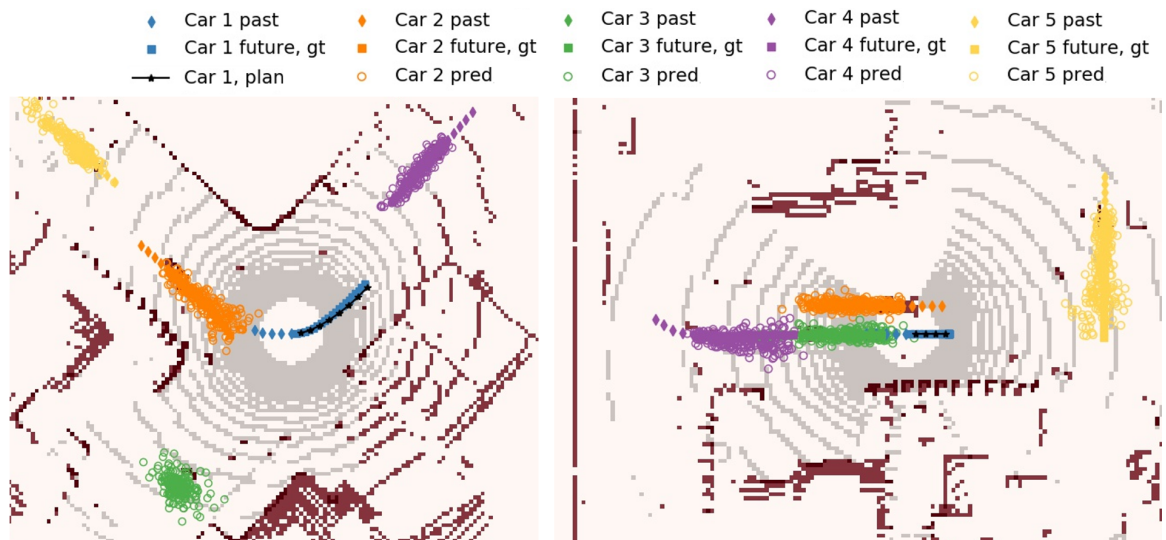 Car 1 past Car 2 past Car 3 past Car 4 past Car 5 past
Car 1 future, gt Car 2 future, gt Car 3 future, gt Car 4 future, gt Car 5 future, gt
Car 1, plan Car 2 pred Car 3 pred Car 4 pred Car 5 pred